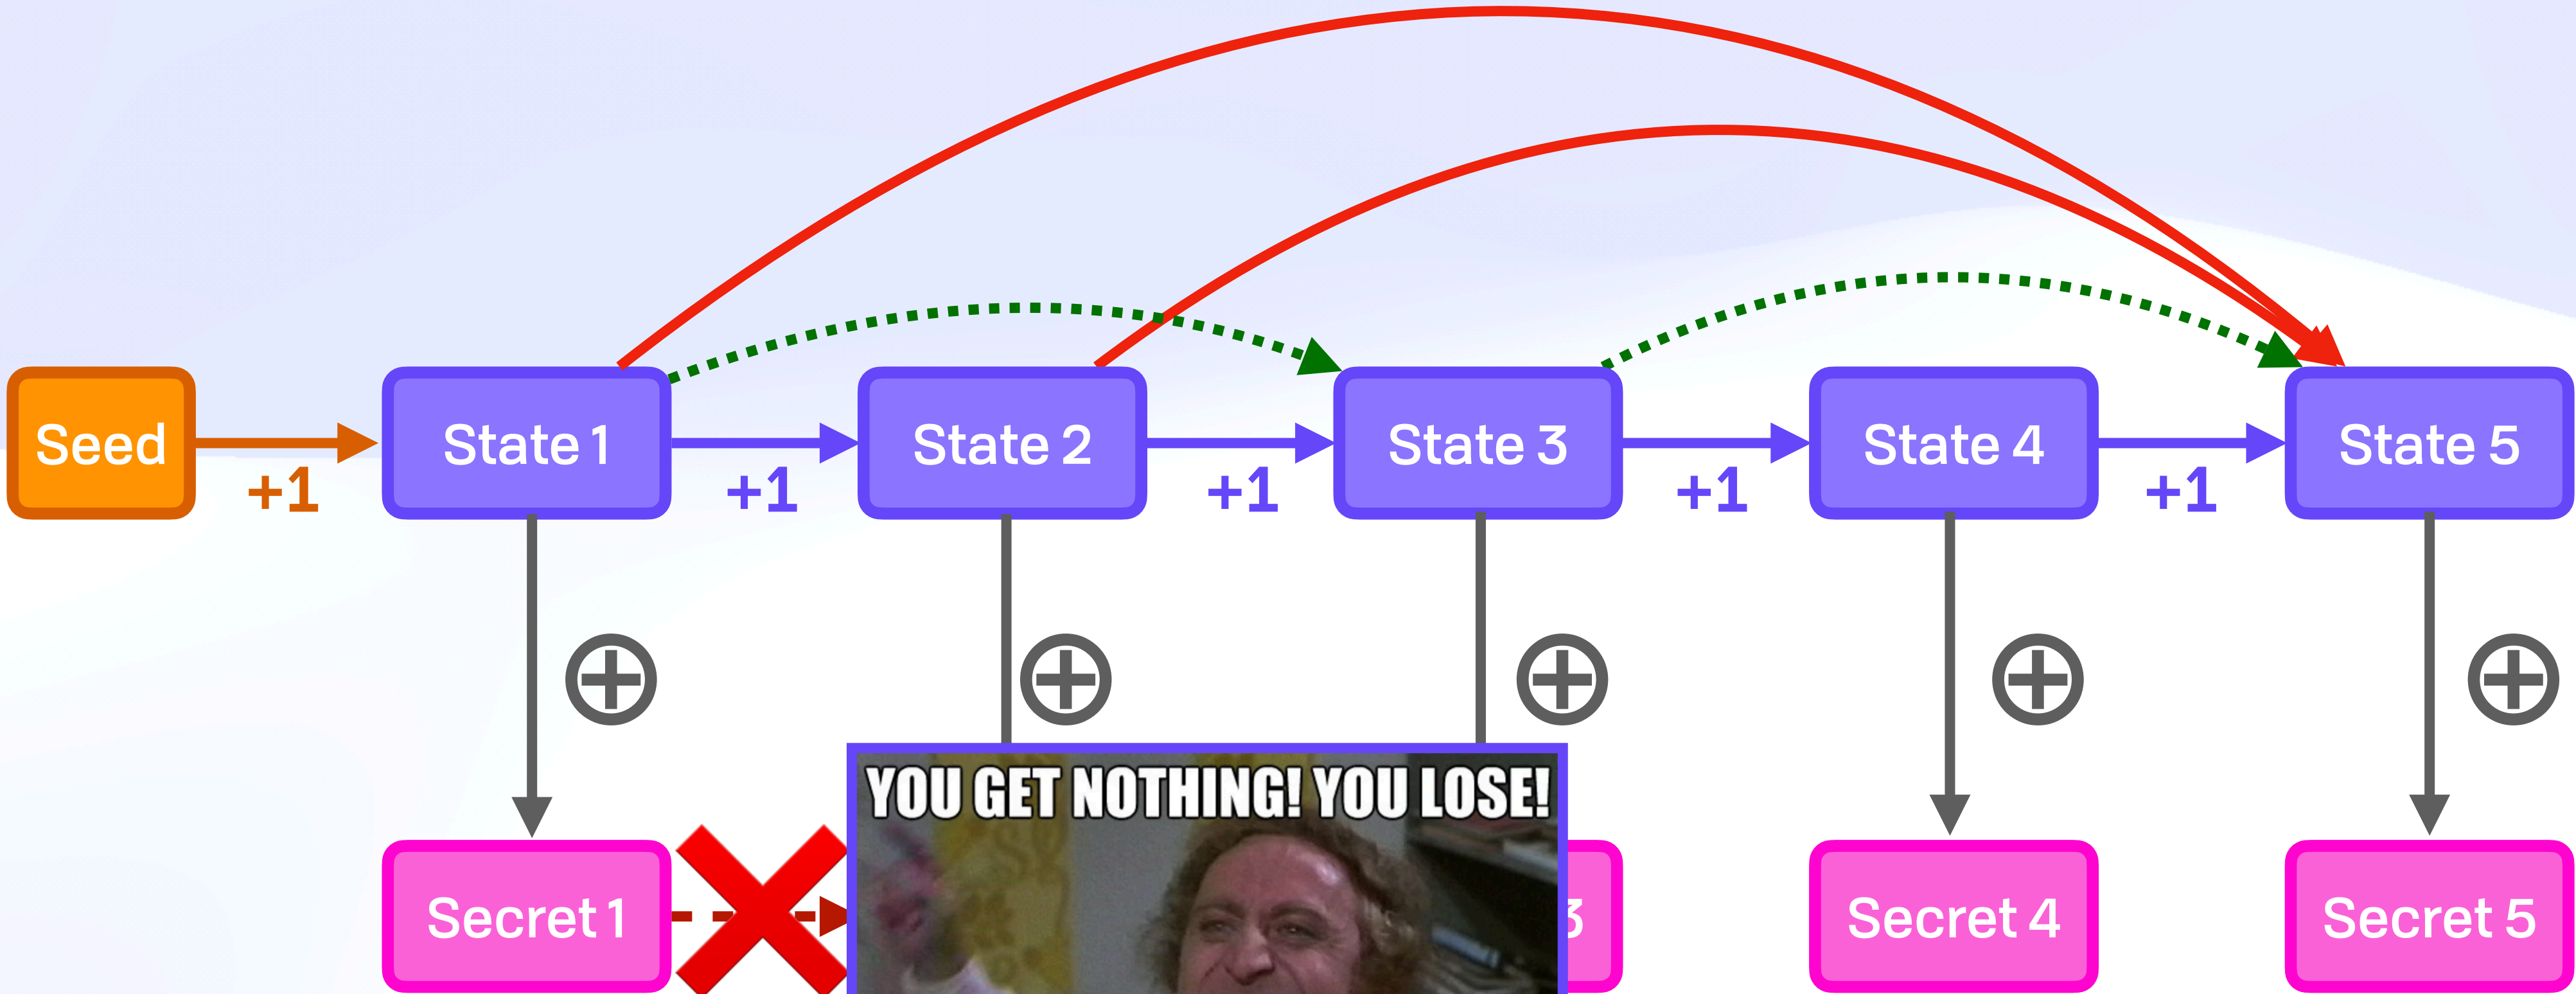 Seed
State 1
State 2
State 3
State 4
State 5
+1
+1
+1
+1
+1
YOU GET NOTHING! YOU LOSE!
Secret 1
3
Secret 4
Secret 5